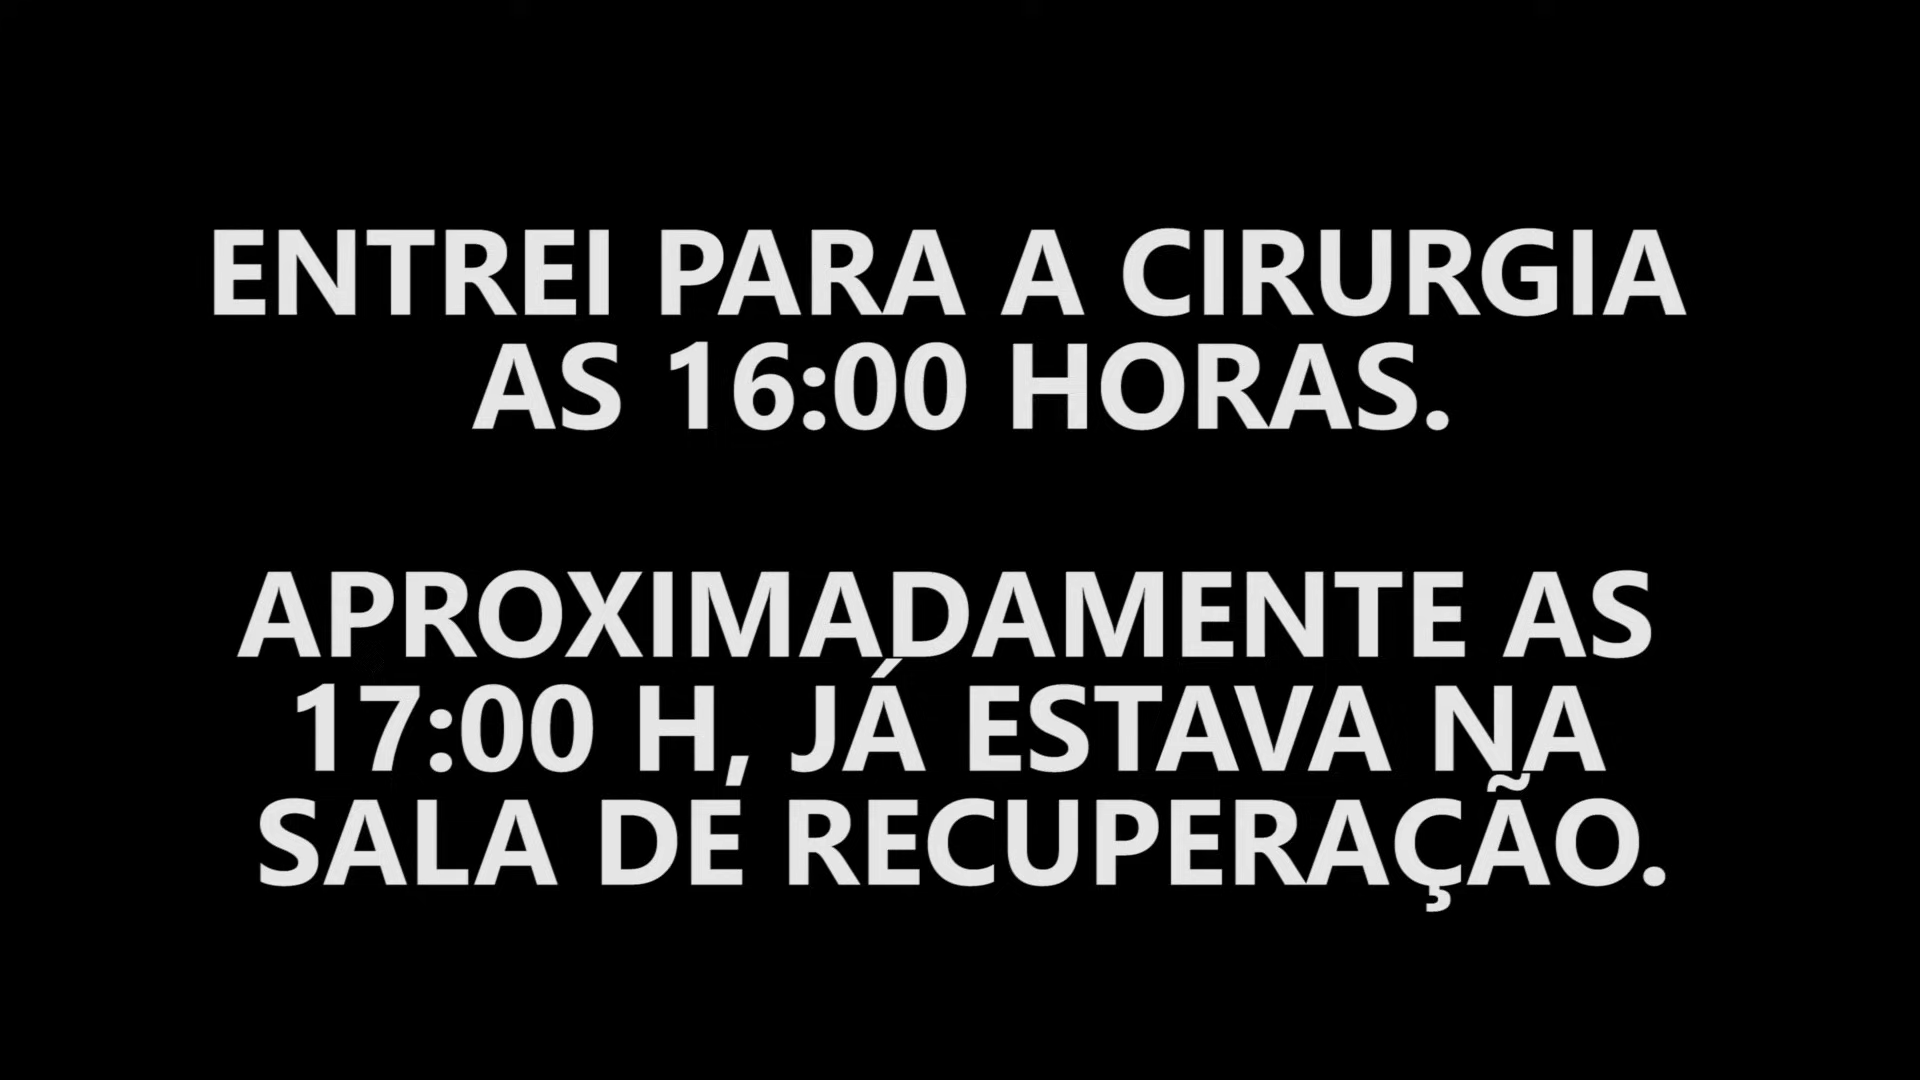 ENTREI PARA A CIRURGIA
AS 16:00 HORAS.
APROXIMADAMENTE AS
17:00 H, JÁ ESTAVA NA
SALA DE RECUPERAÇÃO.